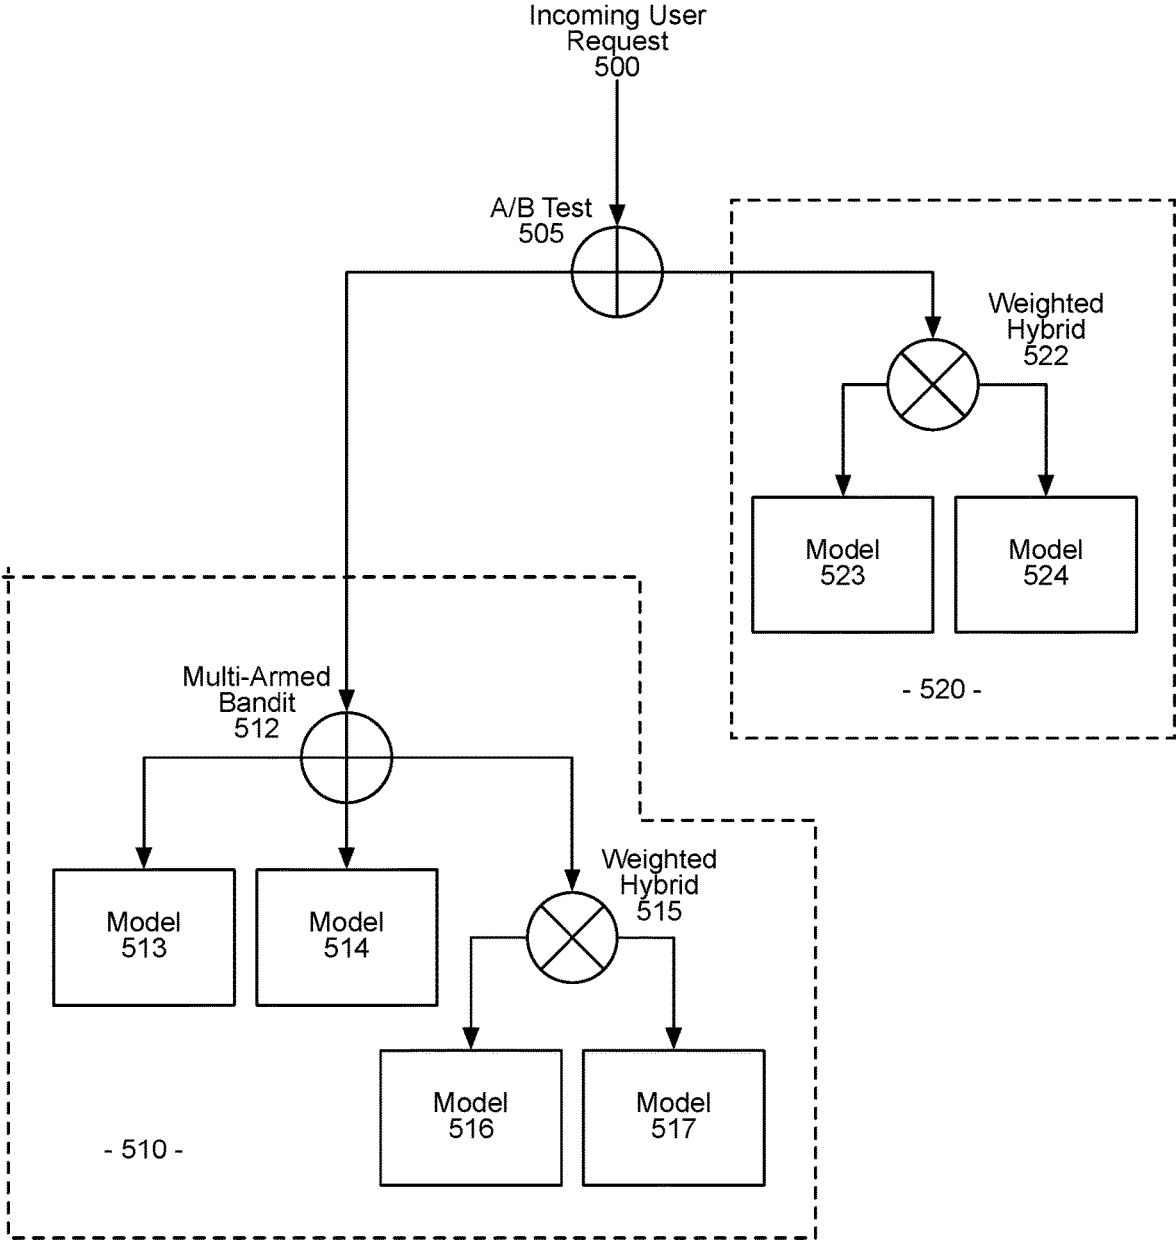 Incoming User
Request
500
A/B Test
505
Weighted
Hybrid
522
Model
523
Model
524
- 520 -
Multi-Armed
Bandit
512
Model
513
Model
514
Weighted
Hybrid
515
Model
516
Model
517
- 510 -